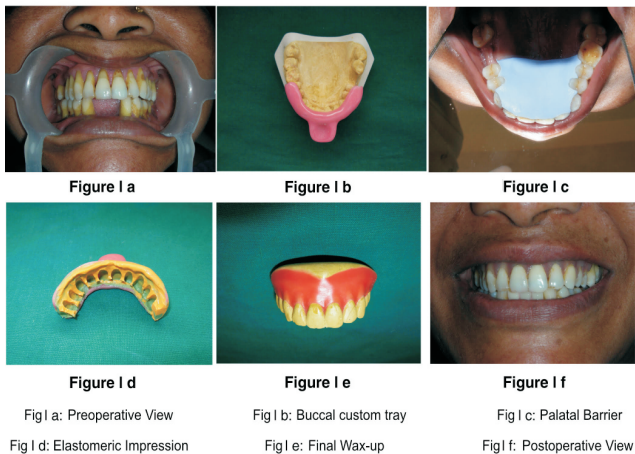 Figure I a
Figure I b
Figure I c
Figure I d
Figure I e
Figure I f
Fig I a: Preoperative View
Fig I b: Buccal custom tray
Fig I c: Palatal Barrier
Fig I d: Elastomeric Impression
Fig I e: Final Wax-up
Fig I f: Postoperative View